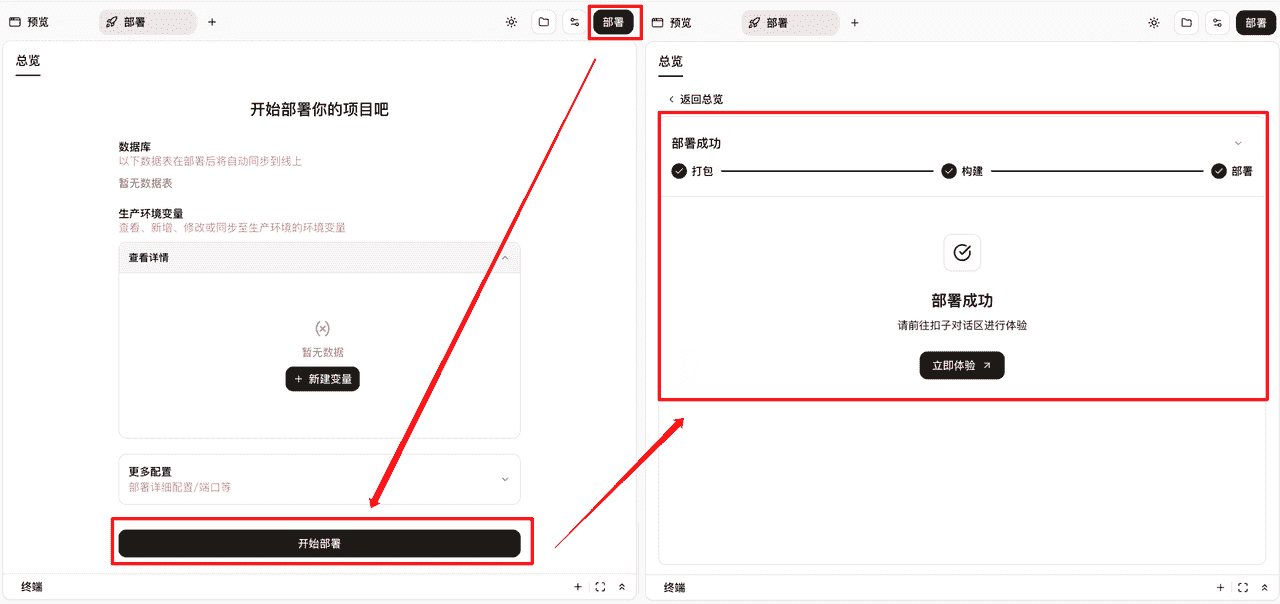 预览
部署
部署
总览
开始部署你的项目吧
数据库
以下数据表在部署后将自动同步到线上
暂无数据表
生产环境变量
查看、新增、修改或同步至生产环境的环境变量
查看详情
暂无数据
+ 新建变量
更多配置
部署详细配置/端口等
开始部署
终端
预览
部署
部署
总览
返回总览
部署成功
打包
构建
部署
部署成功
请前往扣子对话区进行体验
立即体验
终端